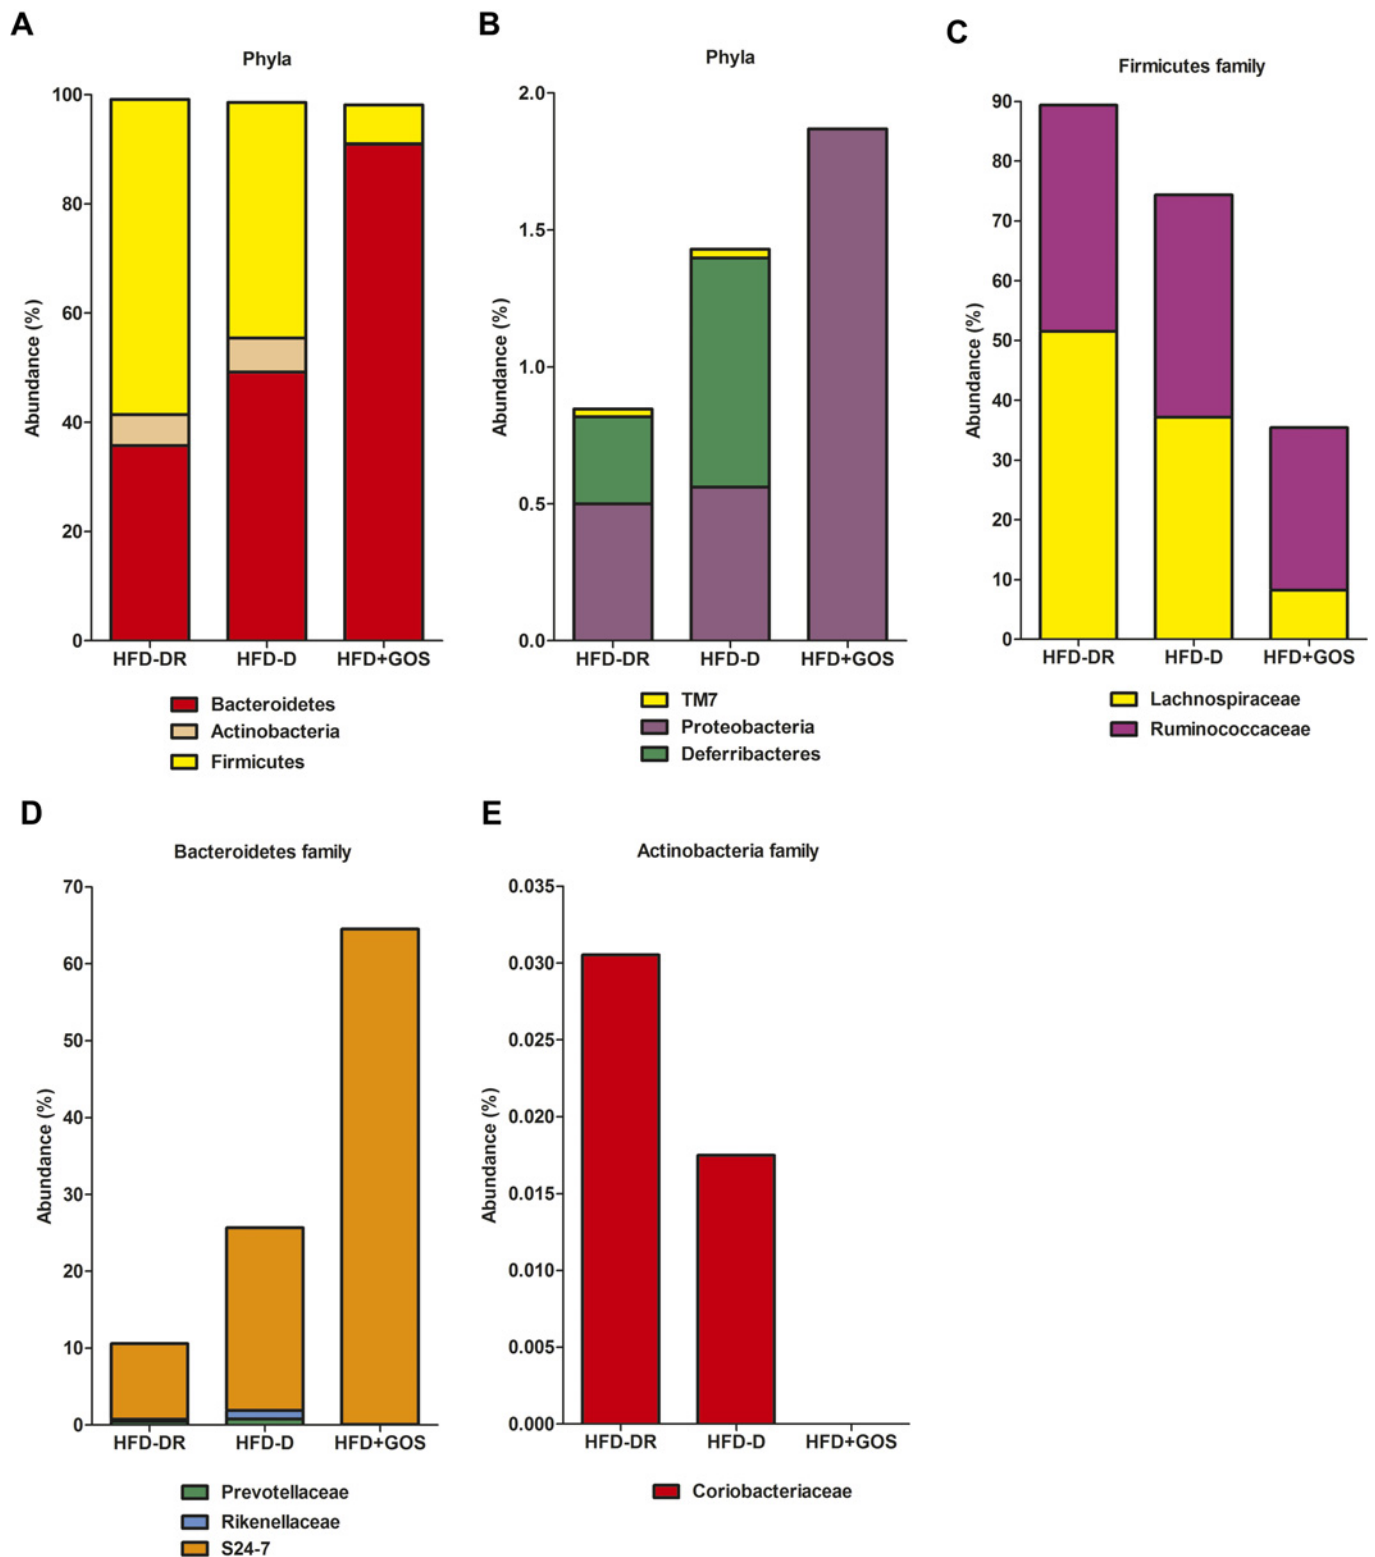 A
Phyla
Abundance (%)
100
80
60
40
20
0
HFD-DR HFD-D HFD+GOS
Bacteroidetes
Actinobacteria
Firmicutes
B
Phyla
Abundance (%)
2.0
1.5
1.0
0.5
0.0
HFD-DR HFD-D HFD+GOS
TM7
Proteobacteria
Deferribacteres
C
Firmicutes family
Abundance (%)
90
80
70
60
50
40
30
20
10
0
HFD-DR HFD-D HFD+GOS
Lachnospiraceae
Ruminococcaceae
D
Bacteroidetes family
Abundance (%)
70
60
50
40
30
20
10
0
HFD-DR HFD-D HFD+GOS
Prevotellaceae
Rikenellaceae
S24-7
E
Actinobacteria family
Abundance (%)
0.035
0.030
0.025
0.020
0.015
0.010
0.005
0.000
HFD-DR HFD-D HFD+GOS
Coriobacteriaceae